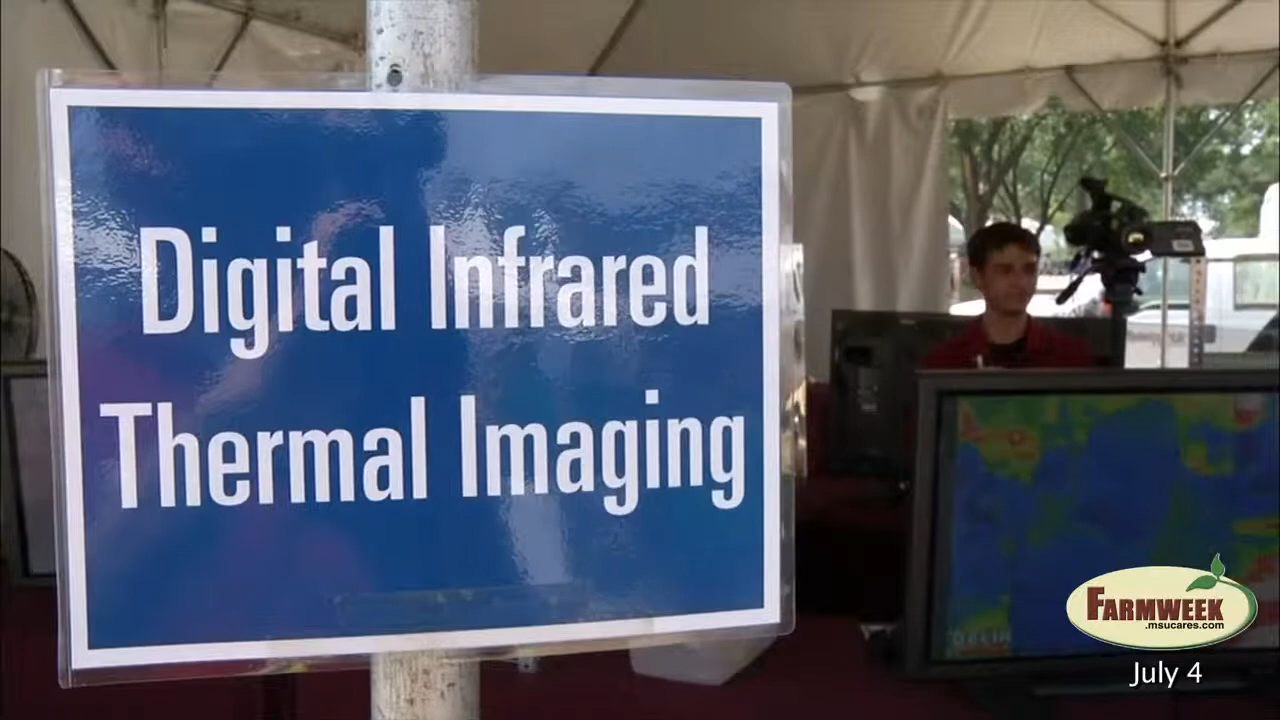 Digital Infrared
Thermal Imaging
FARMWEEK
.msucares.com
July 4